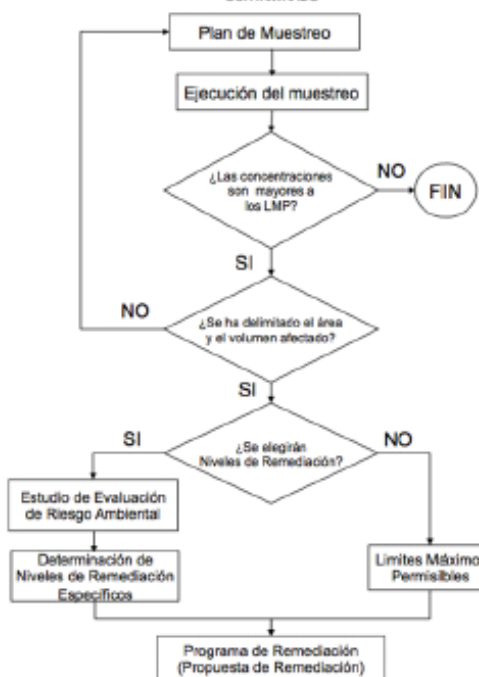 Plan de Muestreo
Ejecución del muestreo
¿Las concentraciones
son mayores a
los LMP?
NO
FIN
SI
NO
¿Se ha delimitado el área
y el volumen afectado?
SI
SI
¿Se elegirán
Niveles de Remediación?
NO
Estudio de Evaluación
de Riesgo Ambiental
Determinación de
Niveles de Remediación
Específicos
Limites Máximos
Permisilbles
Programa de Remediación
(Propuesta de Remediación)